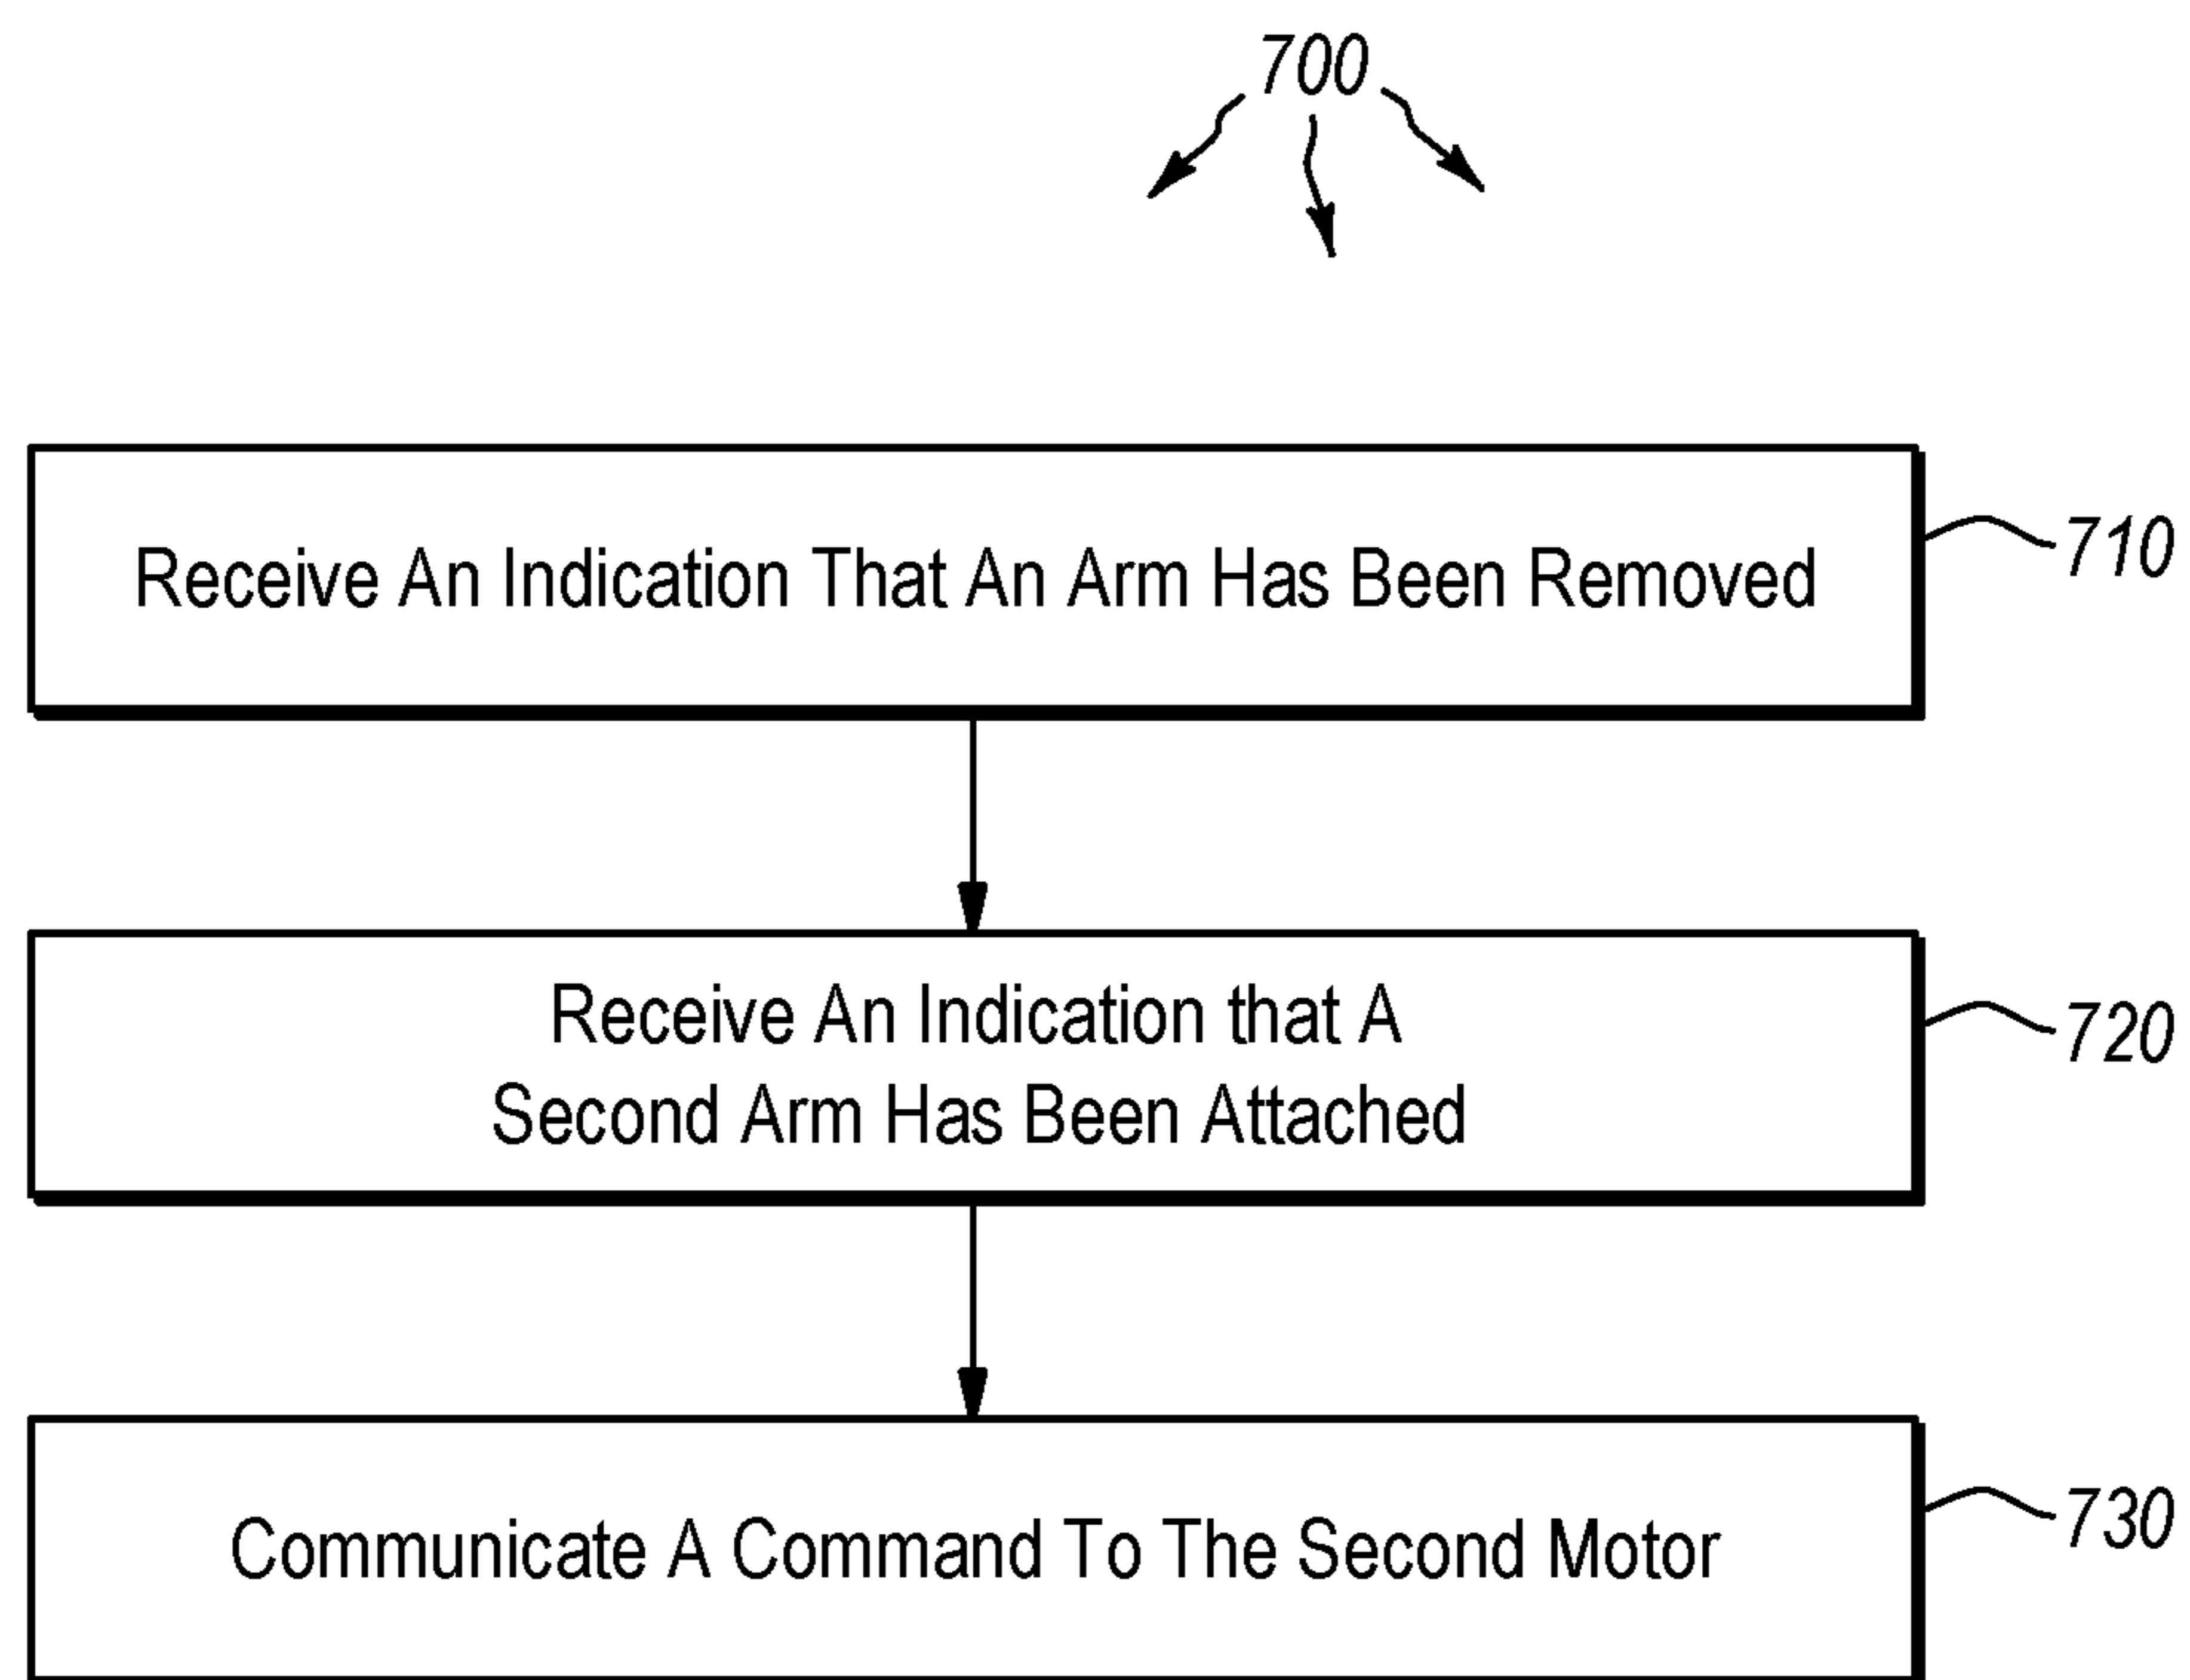 700
Receive An Indication That An Arm Has Been Removed
710
Receive An Indication that A
Second Arm Has Been Attached
720
Communicate A Command To The Second Motor
730